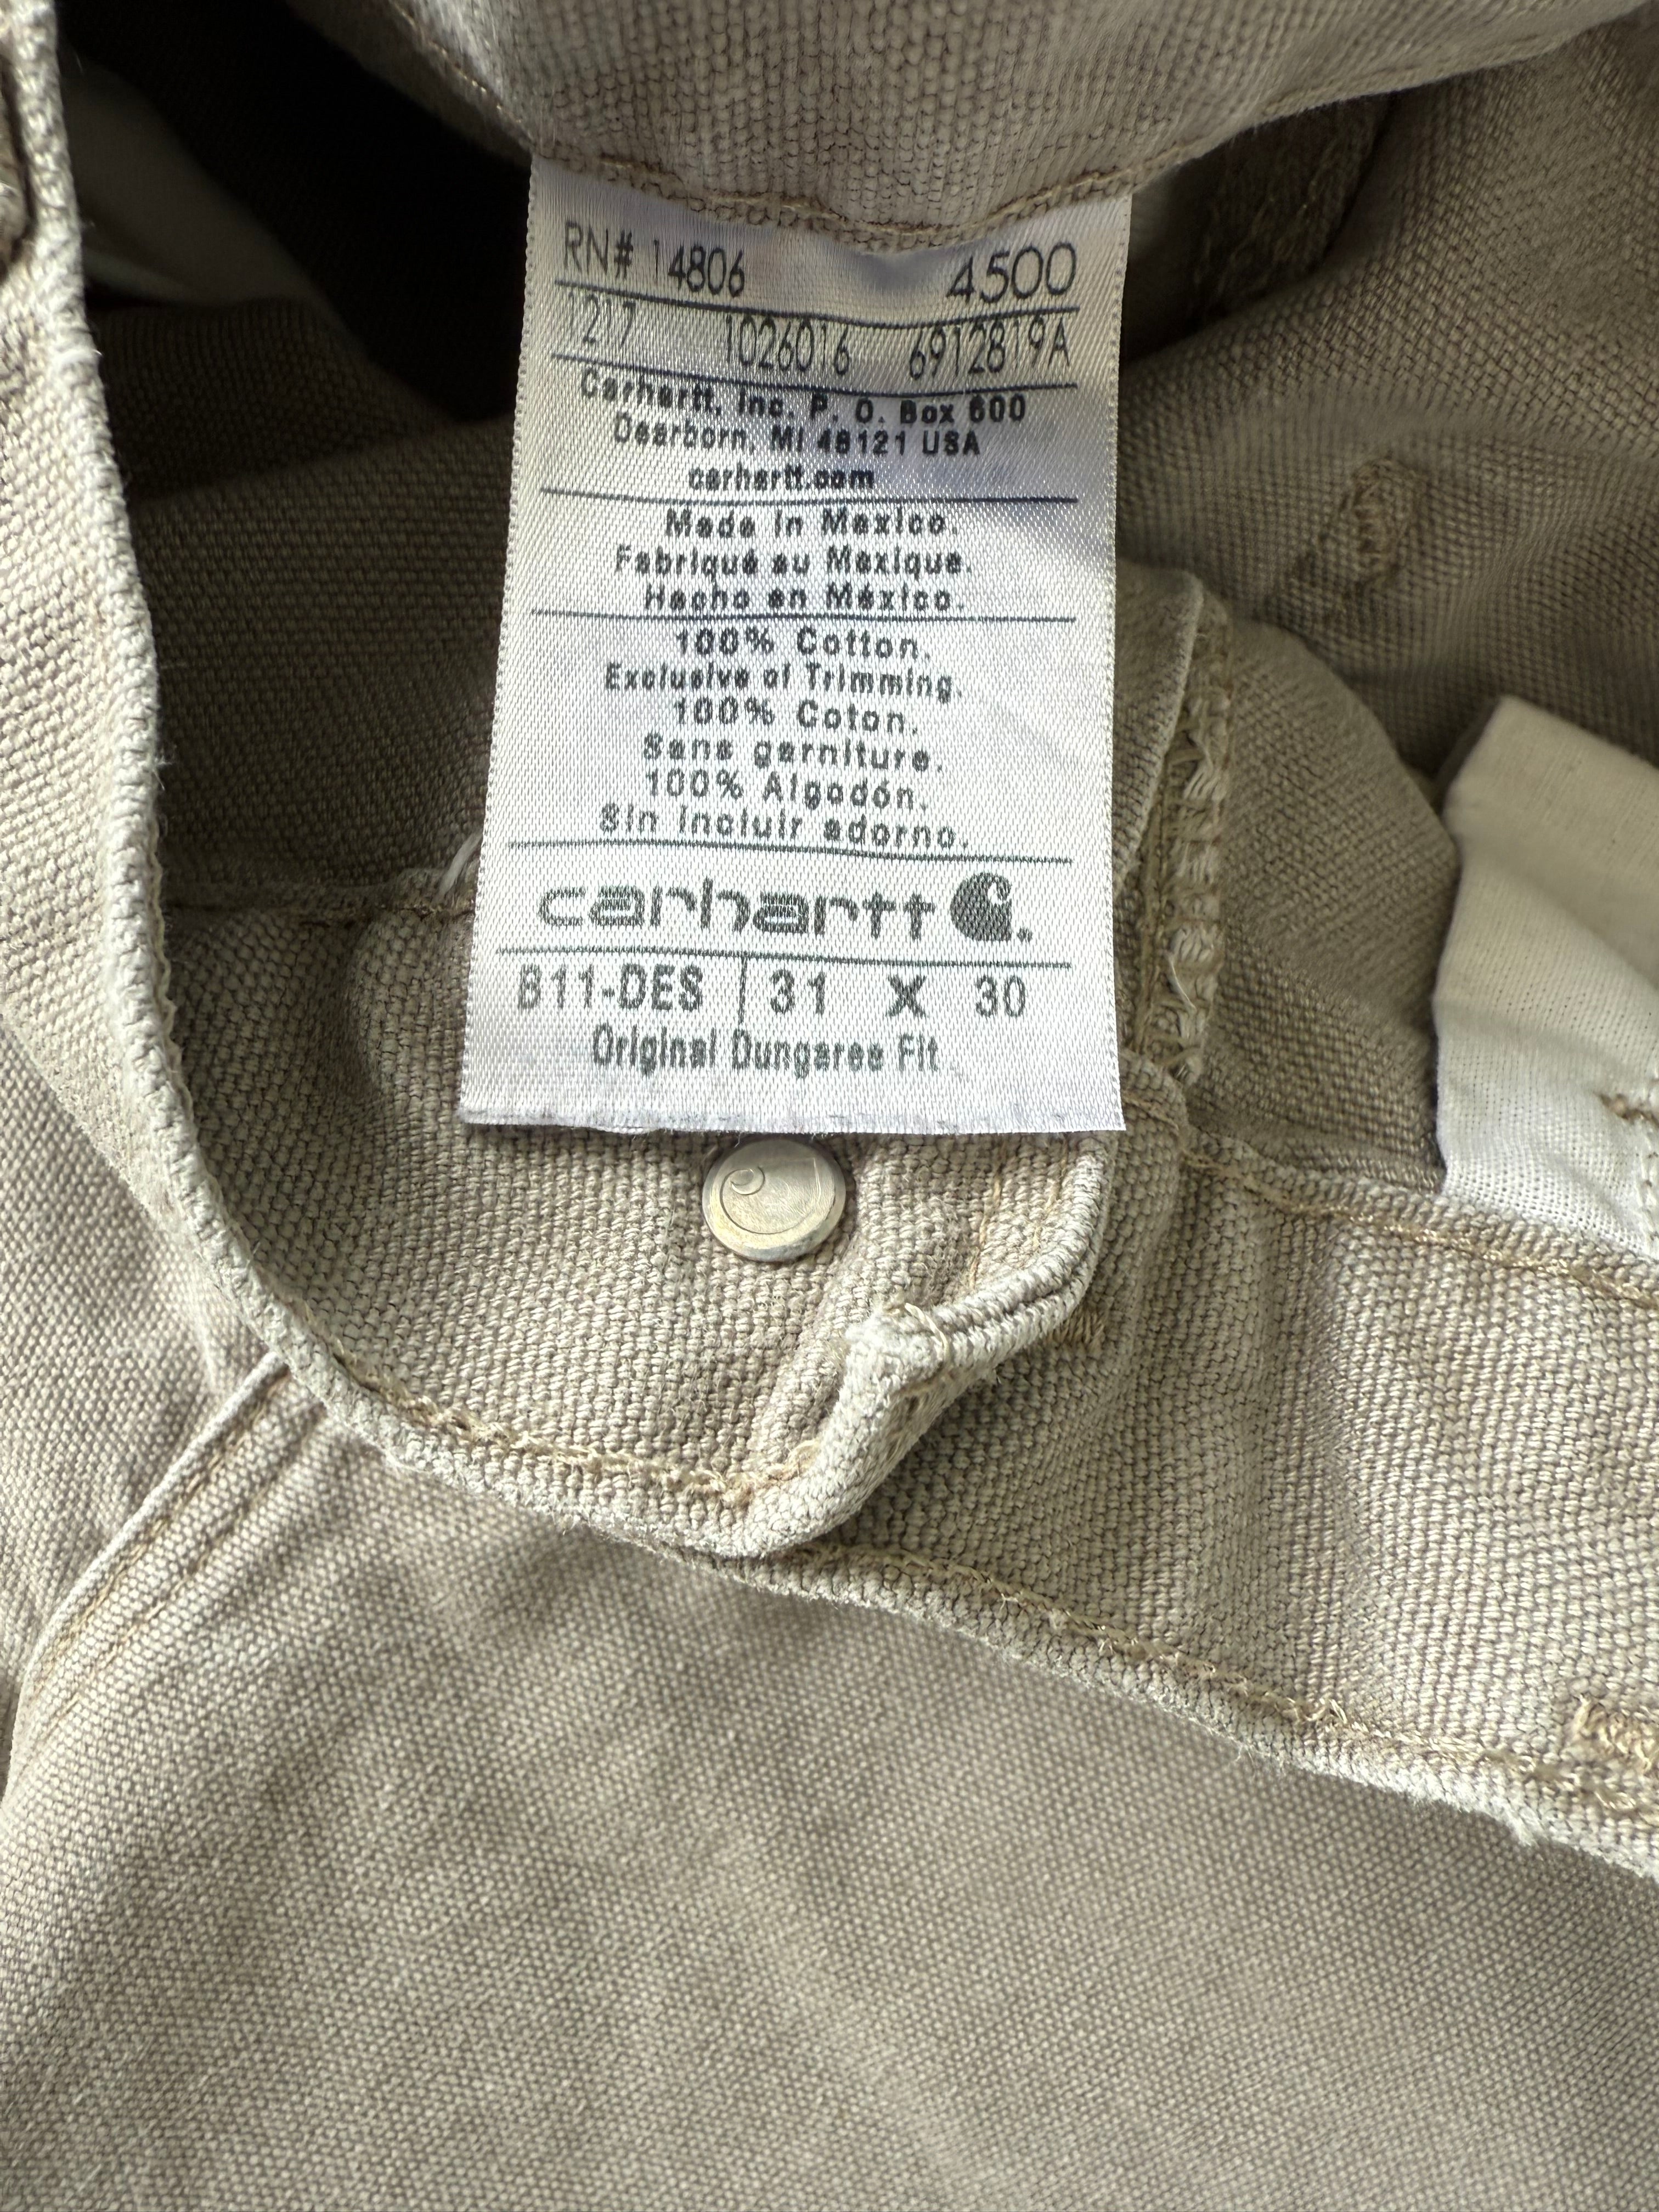 RN# 14806 4500
1217 1026016 6912819A
Carhartt, Inc. P. O. Box 600
Dearborn, MI 48121 USA
carhartt.com
Made in Mexico.
Fabriqué au Mexique.
Hecho en México.
100% Cotton.
Exclusive of Trimming.
100% Coton.
Sans garniture.
100% Algodón.
Sin incluir adorno.
carhartt
B11-DES 31 X 30
Original Dungaree Fit